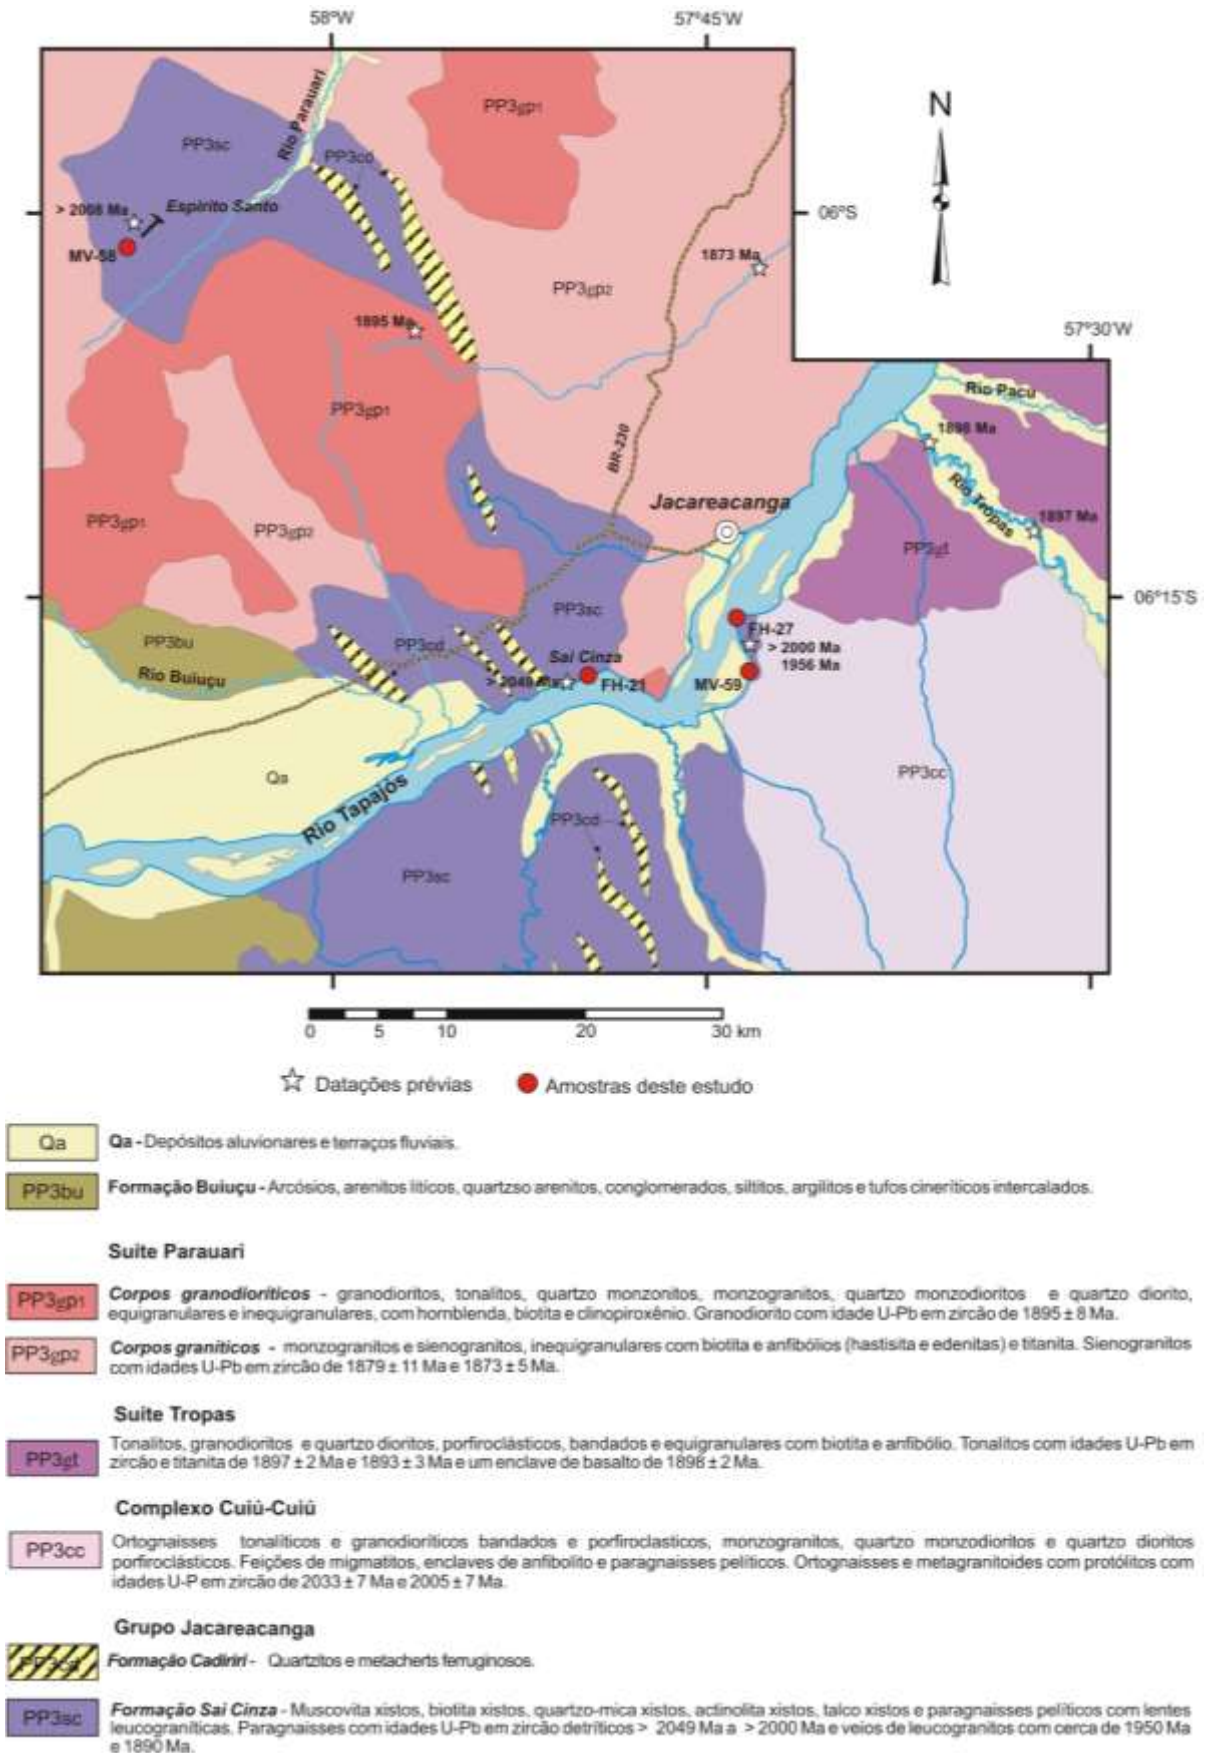 58ºW
57º45'W
N
Rio Parauari
PP3gp1
PP3sc
PP3cd
> 2008 Ma
Espírito Santo
06ºS
MV-58
1873 Ma
PP3gp2
1895 Ma
57º30'W
Rio Pacu
PP3gp1
1898 Ma
BR-230
Rio Tropas
Jacareacanga
1897 Ma
PP3gp1
PP3gp2
PP3gt
06º15'S
PP3sc
FH-27
PP3bu
PP3cd
> 2000 Ma
Sai Cinza
1956 Ma
Rio Buiuçu
> 2049 Ma
FH-21
MV-59
Qa
PP3cc
Rio Tapajós
PP3cd
PP3sc
0 5 10 20 30 km
Datações prévias
Amostras deste estudo
Qa
Qa - Depósitos aluvionares e terraços fluviais.
PP3bu
Formação Buiuçu - Arcósios, arenitos líticos, quartzso arenitos, conglomerados, siltitos, argilitos e tufos cineríticos intercalados.
Suíte Parauari
PP3gp1
Corpos granodioríticos - granodioritos, tonalitos, quartzo monzonitos, monzogranitos, quartzo monzodioritos e quartzo diorito,
equigranulares e inequigranulares, com hornblenda, biotita e clinopiroxênio. Granodiorito com idade U-Pb em zircão de 1895 ± 8 Ma.
PP3gp2
Corpos graníticos - monzogranitos e sienogranitos, inequigranulares com biotita e anfibólios (hastisita e edenitas) e titanita. Sienogranitos
com idades U-Pb em zircão de 1879 ± 11 Ma e 1873 ± 5 Ma.
Suíte Tropas
PP3gt
Tonalitos, granodioritos e quartzo dioritos, porfiroclásticos, bandados e equigranulares com biotita e anfibólio. Tonalitos com idades U-Pb em
zircão e titanita de 1897 ± 2 Ma e 1893 ± 3 Ma e um enclave de basalto de 1898 ± 2 Ma.
Complexo Cuiú-Cuiú
PP3cc
Ortognaisses tonalíticos e granodioríticos bandados e porfiroclasticos, monzogranitos, quartzo monzodioritos e quartzo dioritos
porfiroclásticos. Feições de migmatitos, enclaves de anfibolito e paragnaisses pelíticos. Ortognaisses e metagranitoides com protólitos com
idades U-P em zircão de 2033 ± 7 Ma e 2005 ± 7 Ma.
Grupo Jacareacanga
PP3cd
Formação Cadiriri - Quartzitos e metacherts ferruginosos.
PP3sc
Formação Sai Cinza - Muscovita xistos, biotita xistos, quartzo-mica xistos, actinolita xistos, talco xistos e paragnaisses pelíticos com lentes
leucograníticas. Paragnaisses com idades U-Pb em zircão detríticos > 2049 Ma a > 2000 Ma e veios de leucogranitos com cerca de 1950 Ma
e 1890 Ma.